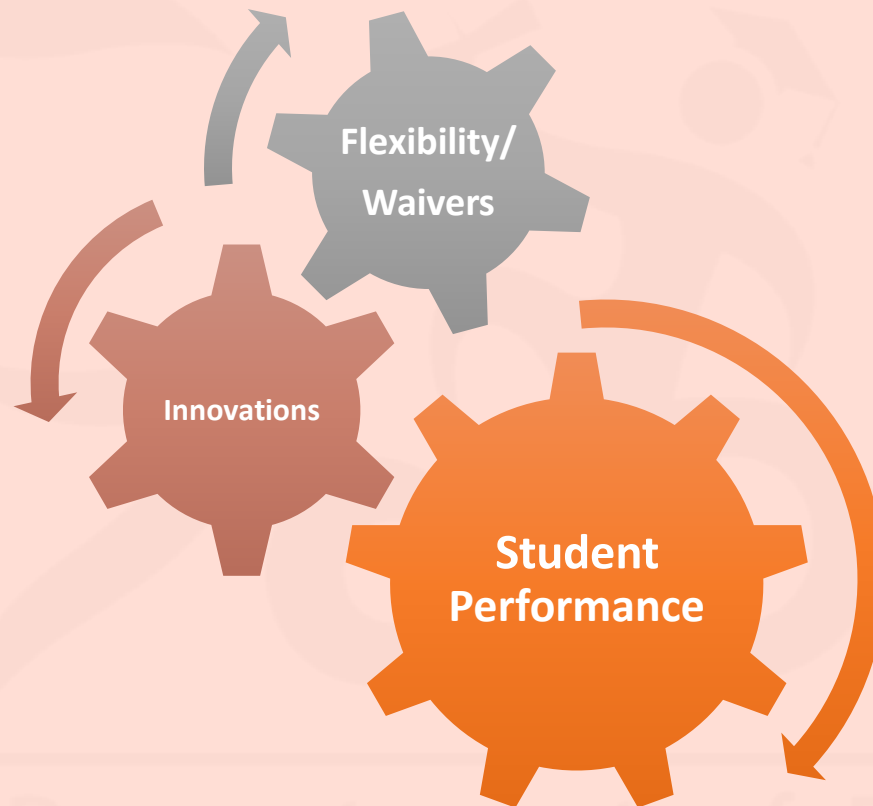 Flexibility/
Waivers
Innovations
Student
Performance